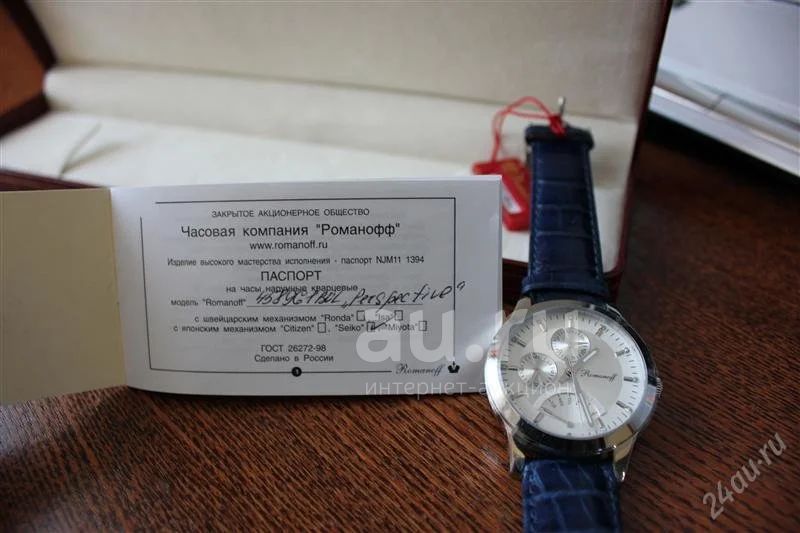 ЗАКРЫТОЕ АКЦИОНЕРНОЕ ОБЩЕСТВО
Часовая компания "Романофф"
www.romanoff.ru
Изделие высокого мастерства исполнения - паспорт NJM11 1394
ПАСПОРТ
на часы наручные кварцевые
модель "Romanoff" "Perspective"
с швейцарским механизмом "Ronda" "Isa"
с японским механизмом "Citizen" "Seiko" "Miyota"
ГОСТ 26272-98
Сделано в России
1
Romanoff
Romanoff
au.ru
интернет-аукцион
24au.ru